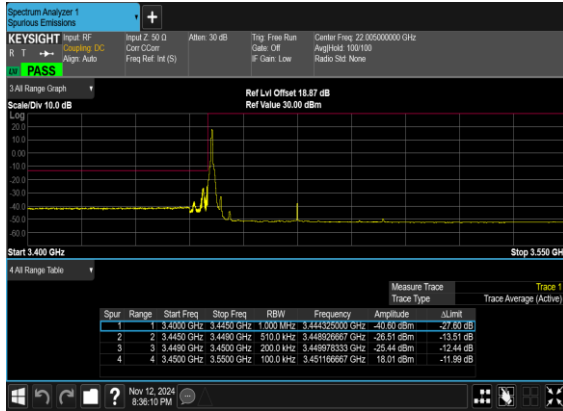 Spectrum Analyzer 1
Spurious Emissions
+
KEYSIGHT Input: RF Input Z: 50 Ω Atten: 30 dB Trig: Free Run Center Freq: 22.005000000 GHz
R T Coupling: DC Corr CCorr Gate: Off Avg|Hold: 100/100
Align: Auto Freq Ref: Int (S) IF Gain: Low Radio Std: None
PASS
3 All Range Graph
Ref Lvl Offset 18.87 dB
Scale/Div 10.0 dB Ref Value 30.00 dBm
Log
20.0
10.0
0.00
-10.0
-20.0
-30.0
-40.0
-50.0
-60.0
Start 3.400 GHz Stop 3.550 GH
4 All Range Table
Measure Trace Trace 1
Trace Type Trace Average (Active)
Spur Range Start Freq Stop Freq RBW Frequency Amplitude ΔLimit
1 1 3.4000 GHz 3.4450 GHz 1.000 MHz 3.444325000 GHz -40.60 dBm -27.60 dB
2 2 3.4450 GHz 3.4490 GHz 510.0 kHz 3.448926667 GHz -26.51 dBm -13.51 dB
3 3 3.4490 GHz 3.4500 GHz 200.0 kHz 3.449978333 GHz -25.44 dBm -12.44 dB
4 4 3.4500 GHz 3.5500 GHz 100.0 kHz 3.451166667 GHz 18.01 dBm -11.99 dB
? Nov 12, 2024
8:36:10 PM